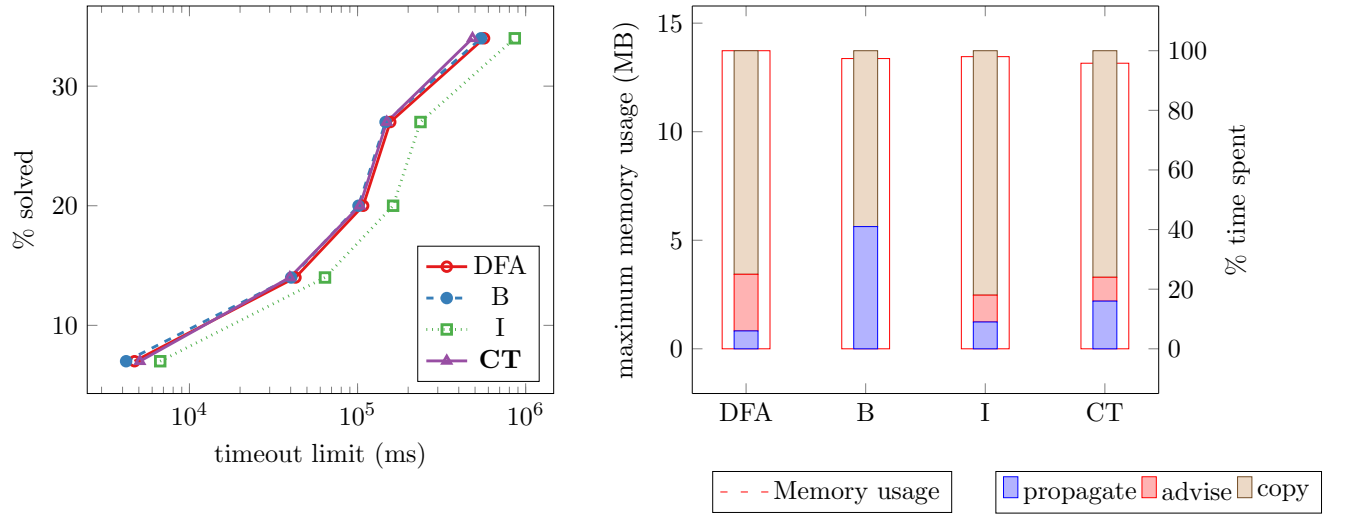 % solved
30
20
10
10^4
10^5
10^6
timeout limit (ms)
DFA
B
I
CT
maximum memory usage (MB)
15
10
5
0
100
80
60
40
20
0
% time spent
DFA
B
I
CT
Memory usage
propagate advise copy